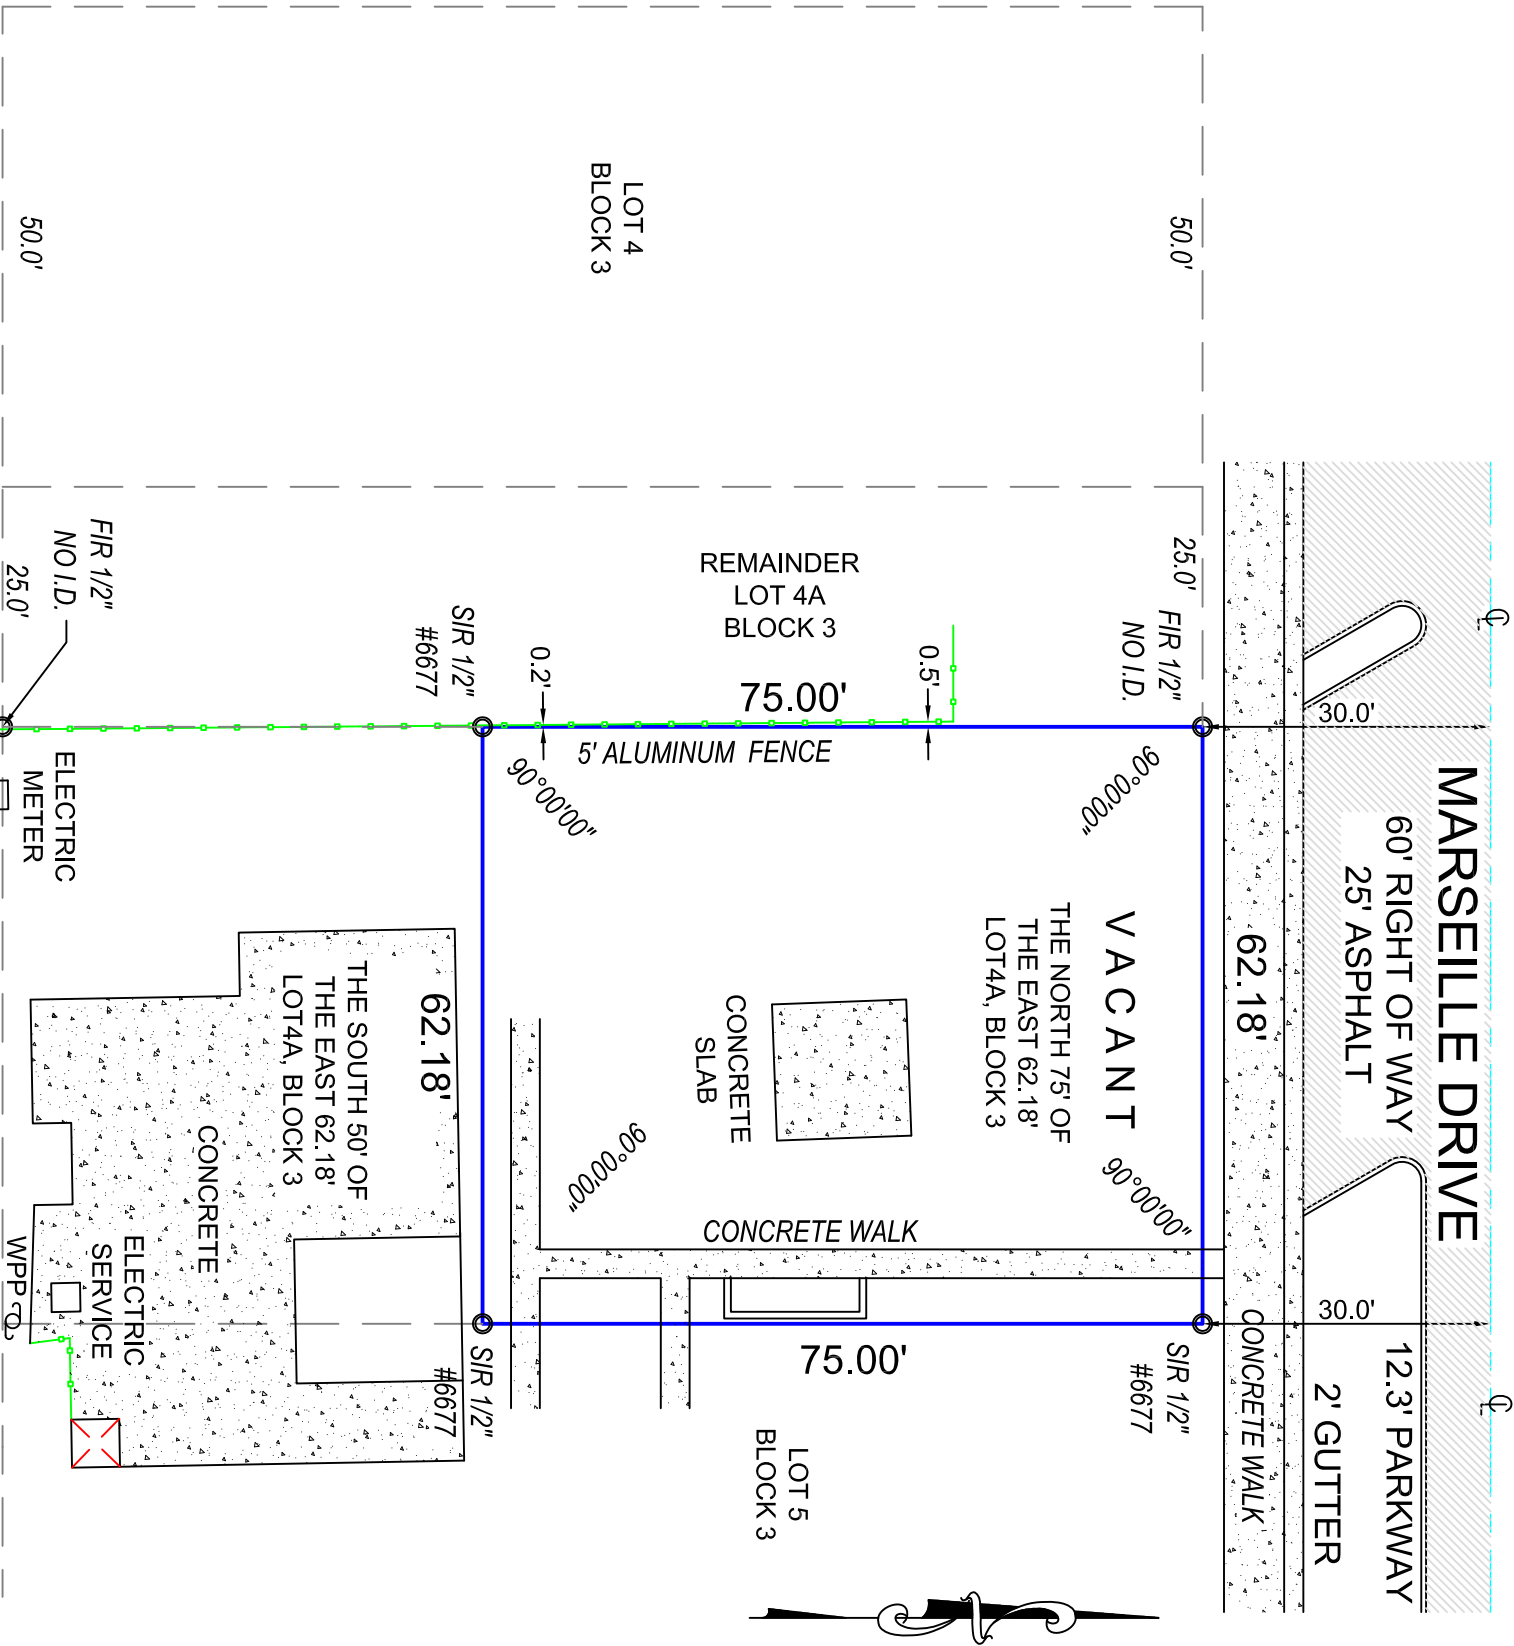 MARSEILLE DRIVE
60' RIGHT OF WAY
25' ASPHALT
12.3' PARKWAY
2' GUTTER
30.0'
30.0'
CONCRETE WALK
62.18'
50.0'
25.0'
FIR 1/2"
NO I.D.
SIR 1/2"
#6677
90°00'00"
90°00'00"
VACANT
THE NORTH 75' OF
THE EAST 62.18'
LOT4A, BLOCK 3
CONCRETE
SLAB
CONCRETE WALK
75.00'
LOT 5
BLOCK 3
LOT 4
BLOCK 3
REMAINDER
LOT 4A
BLOCK 3
0.5'
75.00'
5' ALUMINUM FENCE
0.2'
90°00'00"
90°00'00"
SIR 1/2"
#6677
SIR 1/2"
#6677
62.18'
THE SOUTH 50' OF
THE EAST 62.18'
LOT4A, BLOCK 3
CONCRETE
ELECTRIC
SERVICE
WPP
ELECTRIC
METER
FIR 1/2"
NO I.D.
50.0'
25.0'
N